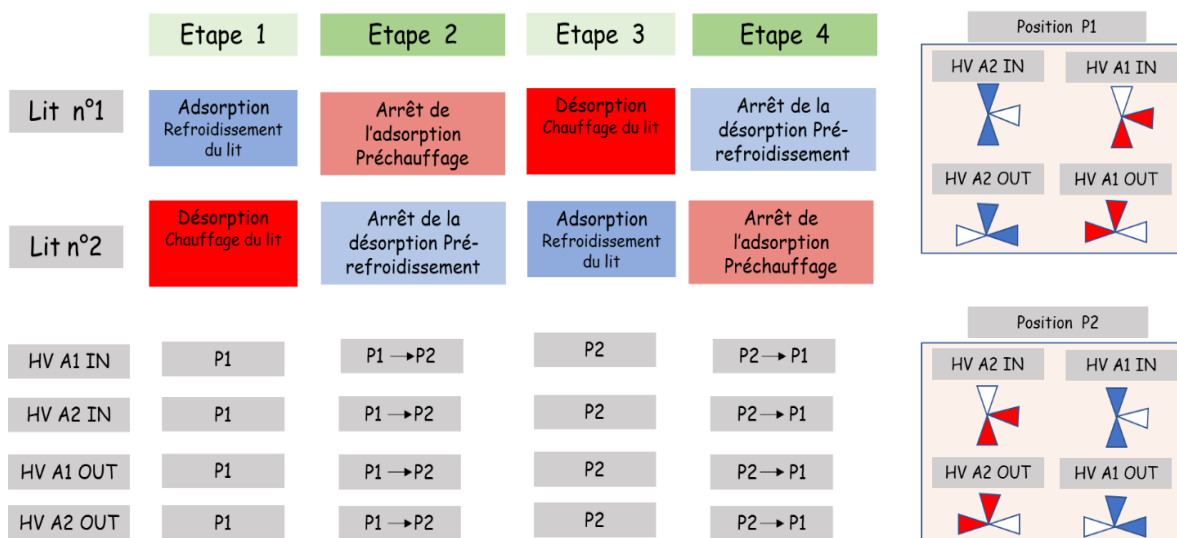 Etape 1
Etape 2
Etape 3
Etape 4
Lit n°1
Adsorption
Refroidissement
du lit
Arrêt de
l'adsorption
Préchauffage
Désorption
Chauffage du lit
Arrêt de la
désorption Pré-
refroidissement
Lit n°2
Désorption
Chauffage du lit
Arrêt de la
désorption Pré-
refroidissement
Adsorption
Refroidissement
du lit
Arrêt de
l'adsorption
Préchauffage
HV A1 IN
P1
P1 → P2
P2
P2 → P1
HV A2 IN
P1
P1 → P2
P2
P2 → P1
HV A1 OUT
P1
P1 → P2
P2
P2 → P1
HV A2 OUT
P1
P1 → P2
P2
P2 → P1
Position P1
HV A2 IN
HV A1 IN
HV A2 OUT
HV A1 OUT
Position P2
HV A2 IN
HV A1 IN
HV A2 OUT
HV A1 OUT